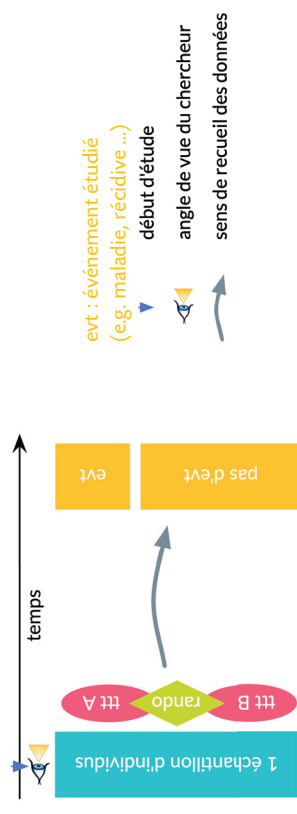 temps
1 échantillon d'individus
ttt A
rando
ttt B
evt
pas d'evt
evt : événement étudié
(e.g. maladie, récidive ...)
début d'étude
angle de vue du chercheur
sens de recueil des données